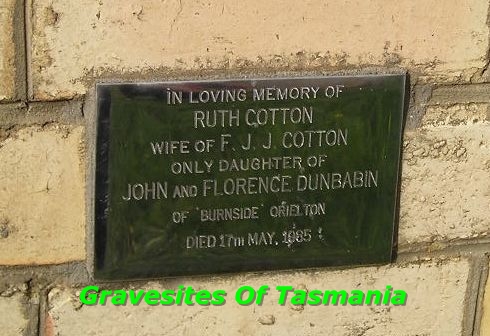 IN LOVING MEMORY OF
RUTH COTTON
WIFE OF F. J. J. COTTON
ONLY DAUGHTER OF
JOHN AND FLORENCE DUNBABIN
OF 'BURNSIDE' ORIELTON
DIED 17TH MAY, 1985
Gravesites Of Tasmania